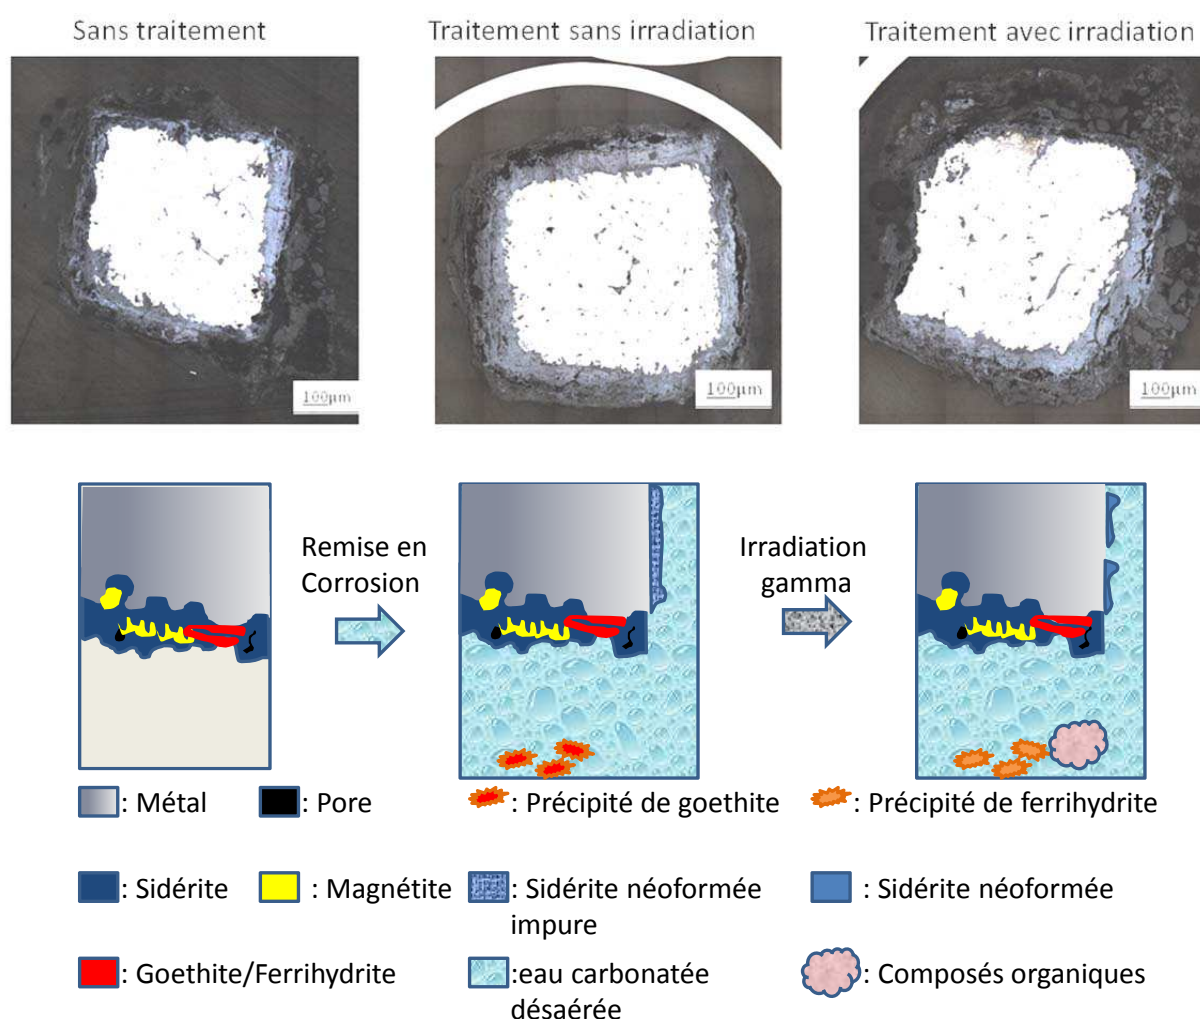 Sans traitement
Traitement sans irradiation
Traitement avec irradiation
100µm
100µm
100µm
Remise en
Corrosion
Irradiation
gamma
: Métal
: Pore
: Précipité de goethite
: Précipité de ferrihydrite
: Sidérite
: Magnétite
: Sidérite néoformée
impure
: Sidérite néoformée
: Goethite/Ferrihydrite
:eau carbonatée
désaérée
: Composés organiques